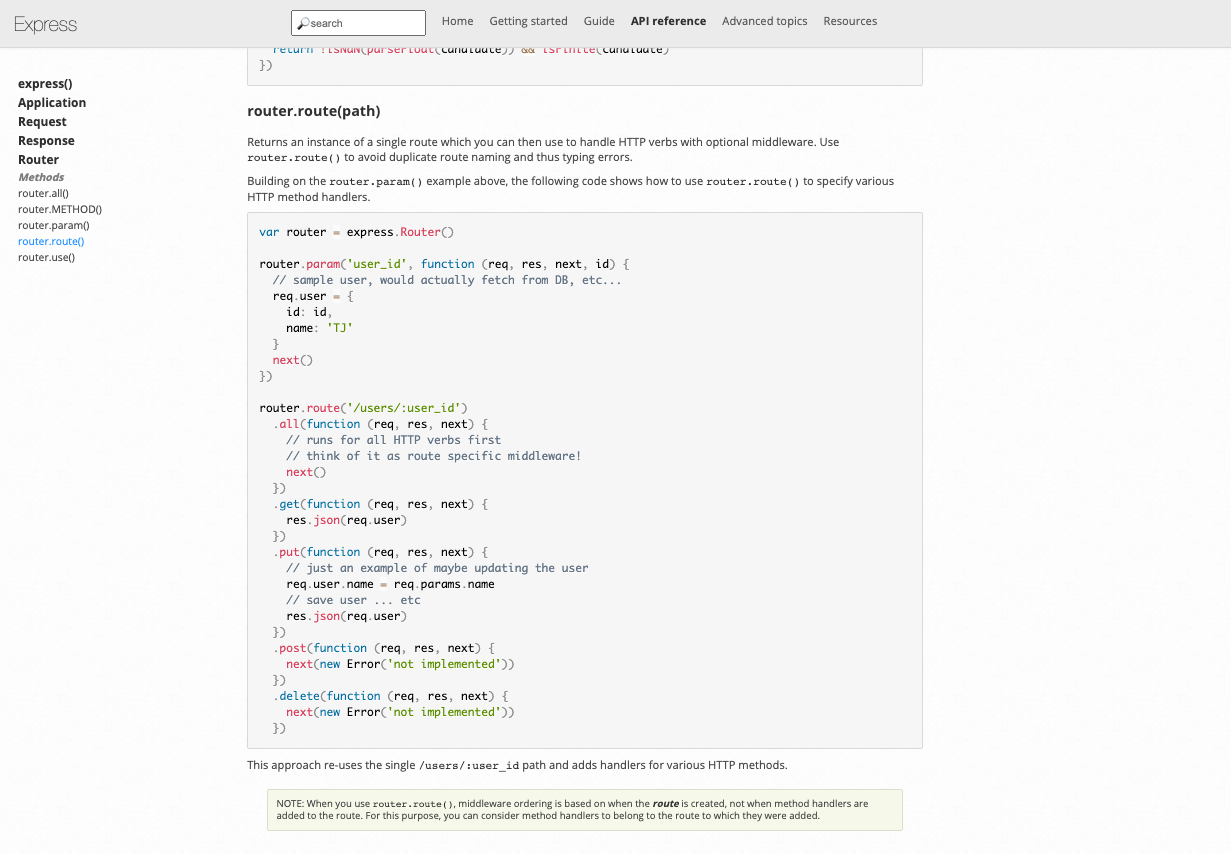 Express
search
Home Getting started Guide API reference Advanced topics Resources
express()
Application
Request
Response
Router
Methods
router.all()
router.METHOD()
router.param()
router.route()
router.use()
return !isNaN(parseFloat(candidate)) && isFinite(candidate)
})
router.route(path)
Returns an instance of a single route which you can then use to handle HTTP verbs with optional middleware. Use
router.route() to avoid duplicate route naming and thus typing errors.
Building on the router.param() example above, the following code shows how to use router.route() to specify various
HTTP method handlers.
var router = express.Router()
router.param('user_id', function (req, res, next, id) {
// sample user, would actually fetch from DB, etc...
req.user = {
id: id,
name: 'TJ'
}
next()
})
router.route('/users/:user_id')
.all(function (req, res, next) {
// runs for all HTTP verbs first
// think of it as route specific middleware!
next()
})
.get(function (req, res, next) {
res.json(req.user)
})
.put(function (req, res, next) {
// just an example of maybe updating the user
req.user.name = req.params.name
// save user ... etc
res.json(req.user)
})
.post(function (req, res, next) {
next(new Error('not implemented'))
})
.delete(function (req, res, next) {
next(new Error('not implemented'))
})
This approach re-uses the single /users/:user_id path and adds handlers for various HTTP methods.
NOTE: When you use router.route(), middleware ordering is based on when the route is created, not when method handlers are
added to the route. For this purpose, you can consider method handlers to belong to the route to which they were added.